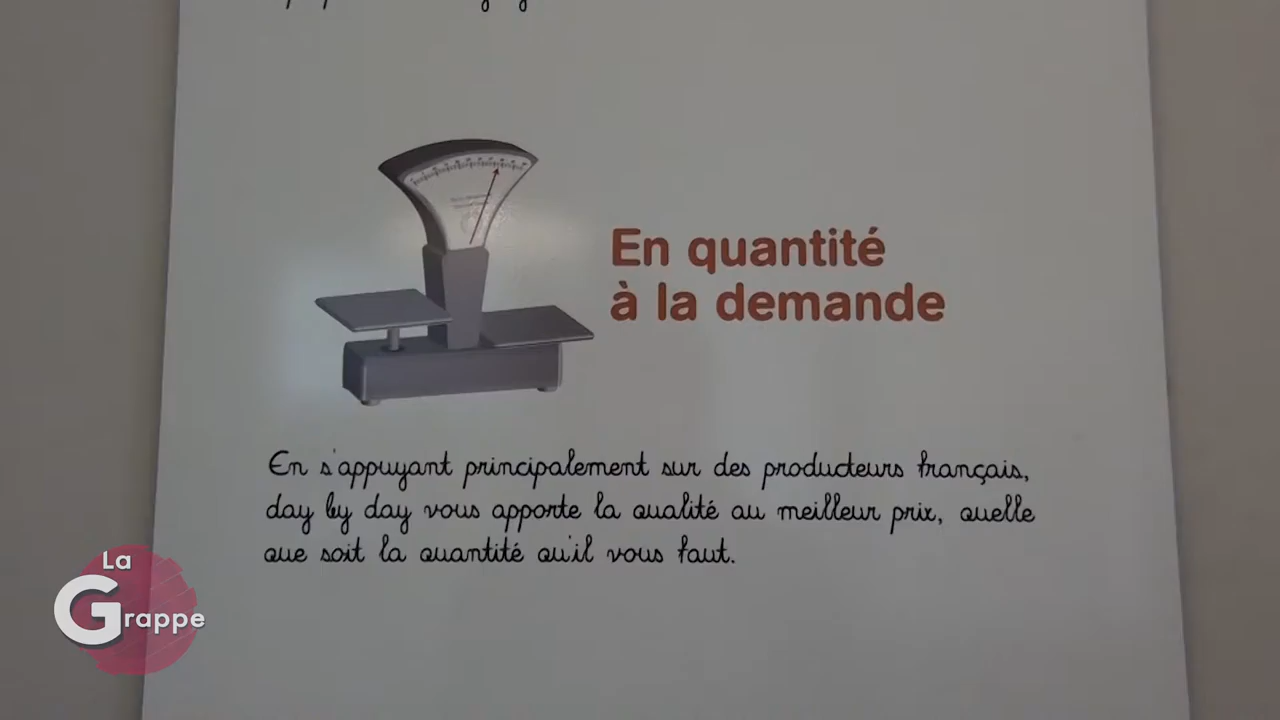 En quantité
à la demande
En s'appuyant principalement sur des producteurs français,
day by day vous apporte la qualité au meilleur prix, quelle
que soit la quantité qu'il vous faut.
La
Grappe